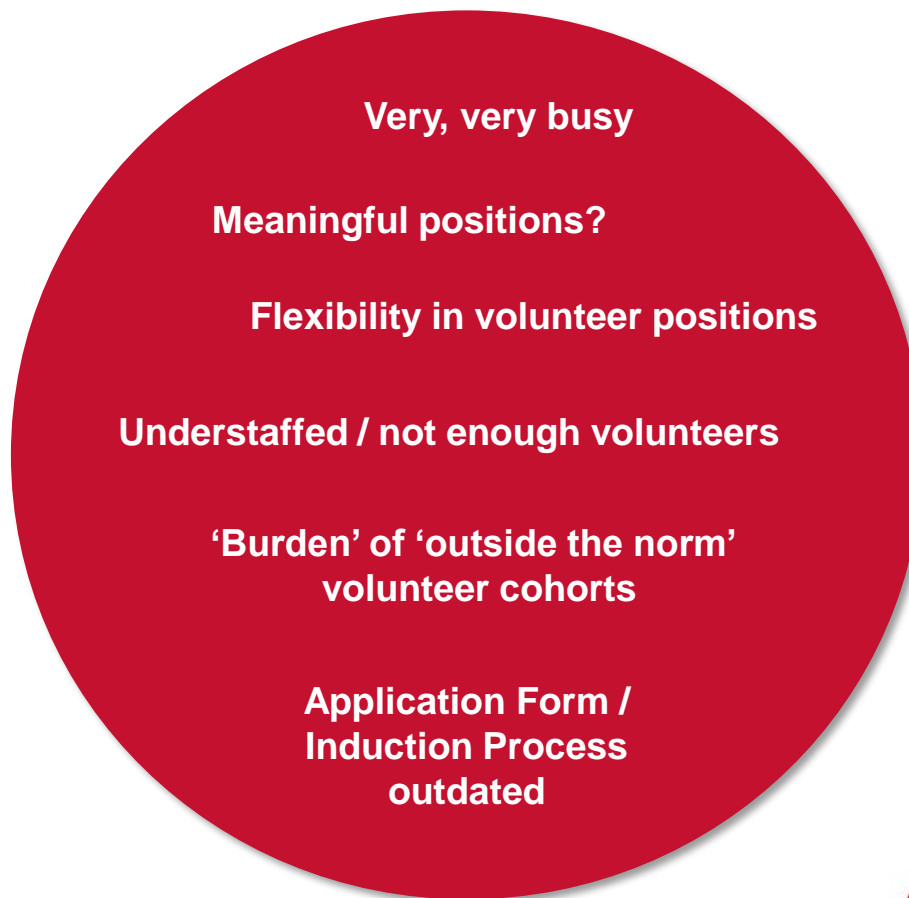 Very, very busy
Meaningful positions?
Flexibility in volunteer positions
Understaffed / not enough volunteers
‘Burden’ of ‘outside the norm’
volunteer cohorts
Application Form /
Induction Process
outdated